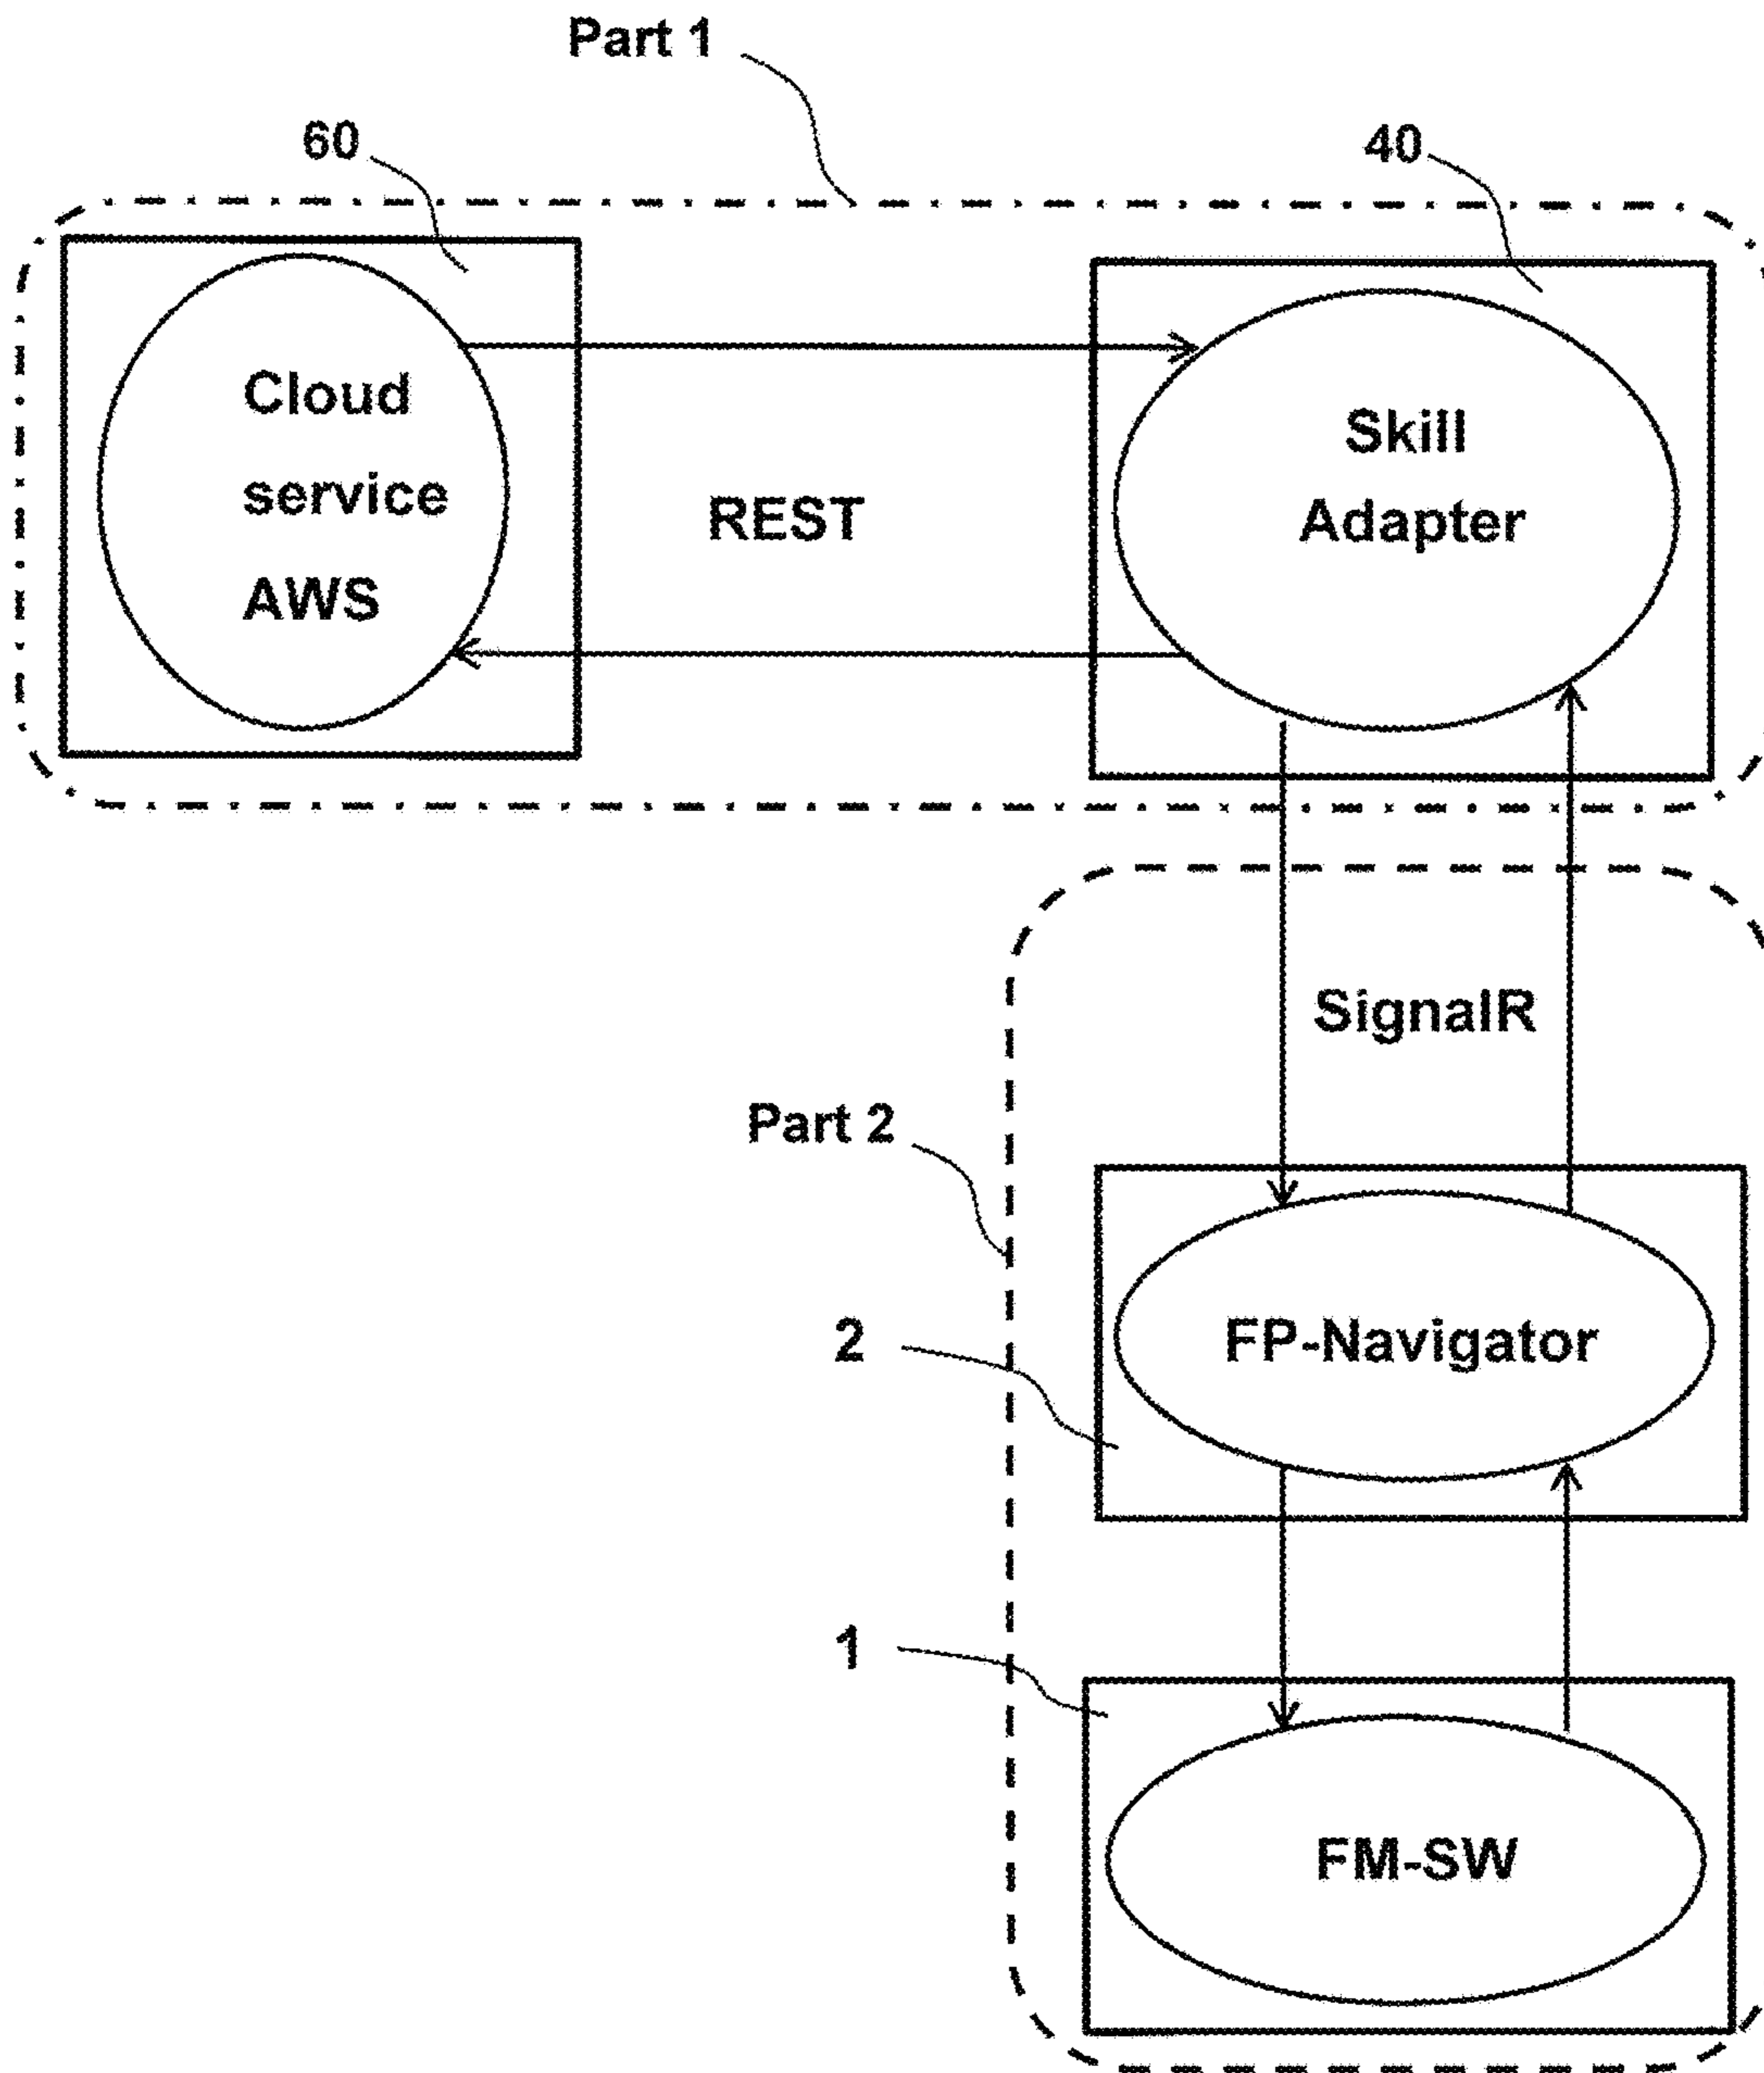 Part 1
60
40
Cloud
service
AWS
REST
Skill
Adapter
SignalR
Part 2
FP-Navigator
2
1
FM-SW